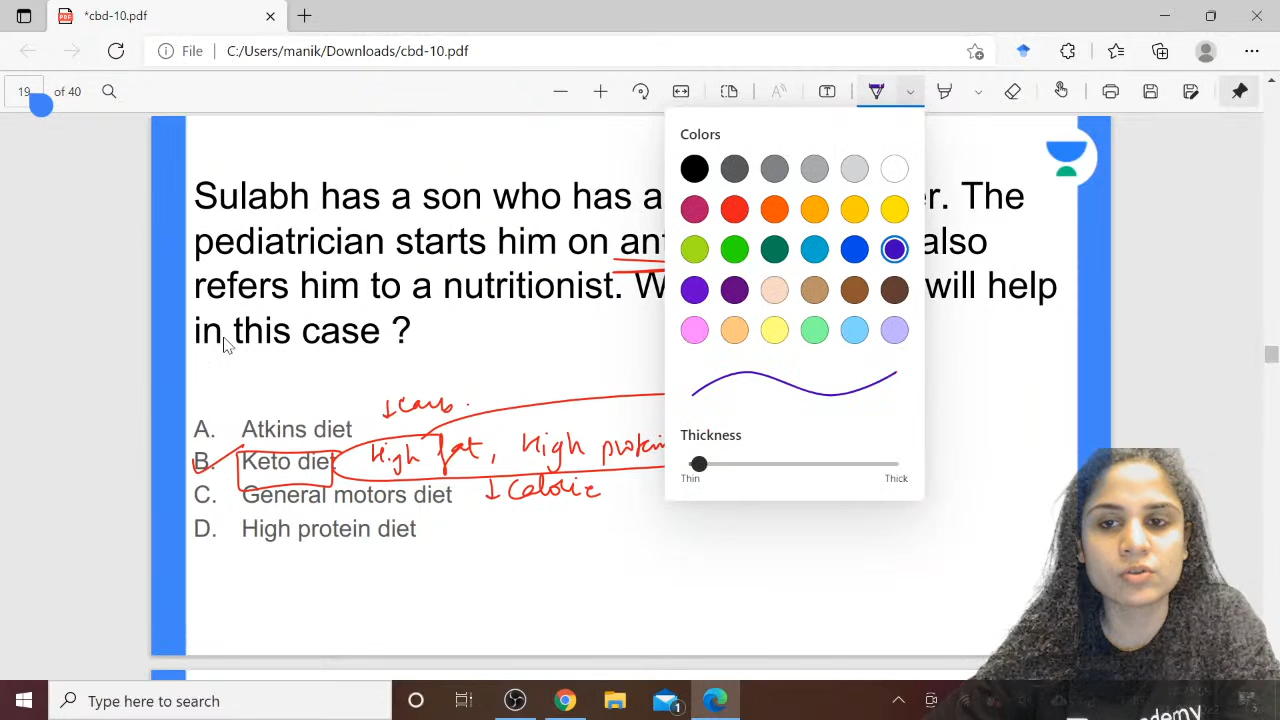 *cbd-10.pdf
File C:/Users/manik/Downloads/cbd-10.pdf
19 of 40
Colors
Sulabh has a son who has a r. The
pediatrician starts him on ant also
refers him to a nutritionist. W will help
in this case ?
↓ Carb.
A. Atkins diet
B. Keto diet High fat, High protein
C. General motors diet ↓ Calorie
D. High protein diet
Thickness
Thin Thick
Type here to search
1